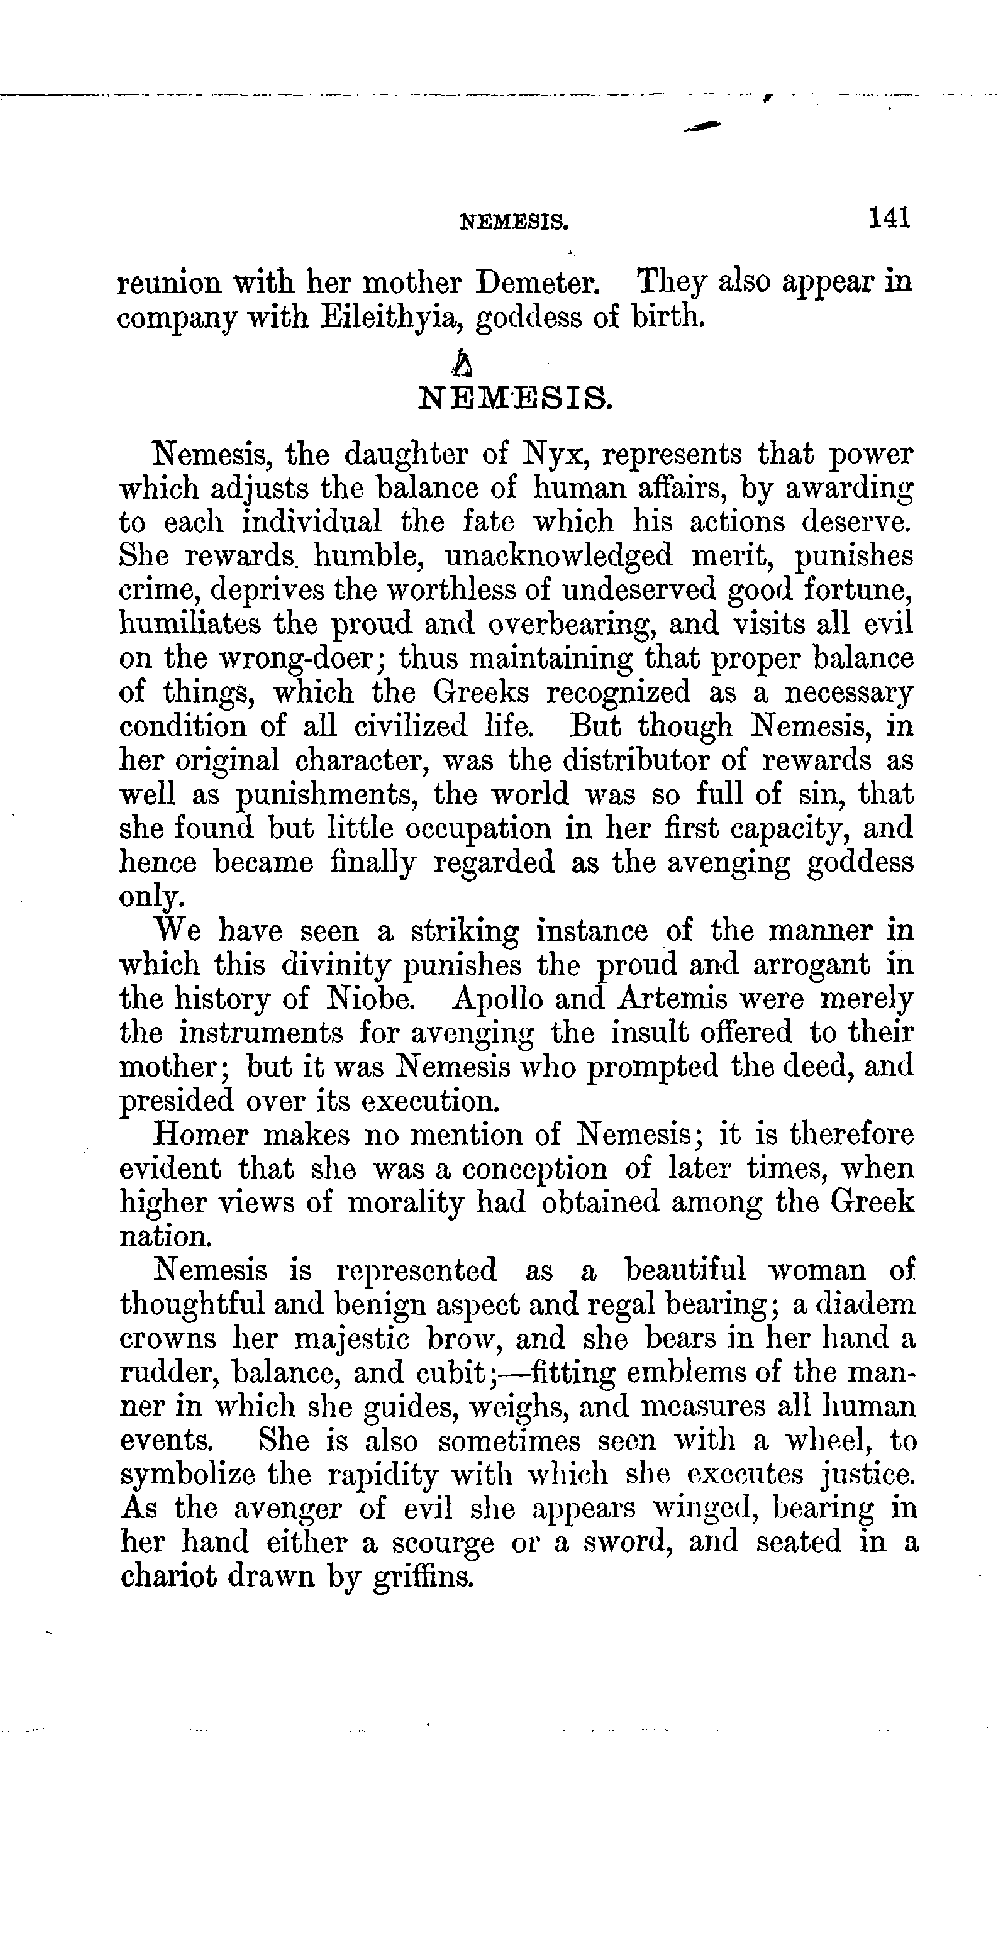 NEMESIS. 141
reunion with her mother Demeter. They also appear in
company with Eileithyia, goddess of birth.
NEMESIS.
Nemesis, the daughter of Nyx, represents that power
which adjusts the balance of human affairs, by awarding
to each individual the fate which his actions deserve.
She rewards humble, unacknowledged merit, punishes
crime, deprives the worthless of undeserved good fortune,
humiliates the proud and overbearing, and visits all evil
on the wrong-doer; thus maintaining that proper balance
of things, which the Greeks recognized as a necessary
condition of all civilized life. But though Nemesis, in
her original character, was the distributor of rewards as
well as punishments, the world was so full of sin, that
she found but little occupation in her first capacity, and
hence became finally regarded as the avenging goddess
only.
We have seen a striking instance of the manner in
which this divinity punishes the proud and arrogant in
the history of Niobe. Apollo and Artemis were merely
the instruments for avenging the insult offered to their
mother; but it was Nemesis who prompted the deed, and
presided over its execution.
Homer makes no mention of Nemesis; it is therefore
evident that she was a conception of later times, when
higher views of morality had obtained among the Greek
nation.
Nemesis is represented as a beautiful woman of
thoughtful and benign aspect and regal bearing; a diadem
crowns her majestic brow, and she bears in her hand a
rudder, balance, and cubit;—fitting emblems of the man-
ner in which she guides, weighs, and measures all human
events. She is also sometimes seen with a wheel, to
symbolize the rapidity with which she executes justice.
As the avenger of evil she appears winged, bearing in
her hand either a scourge or a sword, and seated in a
chariot drawn by griffins.